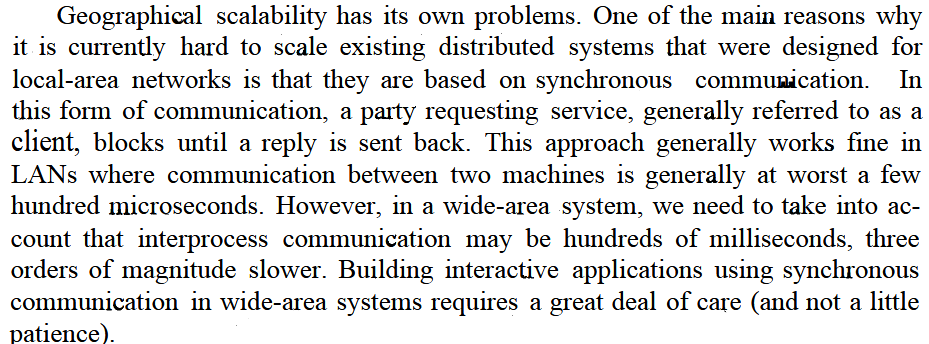 Geographical scalability has its own problems. One of the main reasons why
it is currently hard to scale existing distributed systems that were designed for
local-area networks is that they are based on synchronous communication. In
this form of communication, a party requesting service, generally referred to as a
client, blocks until a reply is sent back. This approach generally works fine in
LANs where communication between two machines is generally at worst a few
hundred microseconds. However, in a wide-area system, we need to take into ac-
count that interprocess communication may be hundreds of milliseconds, three
orders of magnitude slower. Building interactive applications using synchronous
communication in wide-area systems requires a great deal of care (and not a little
patience).